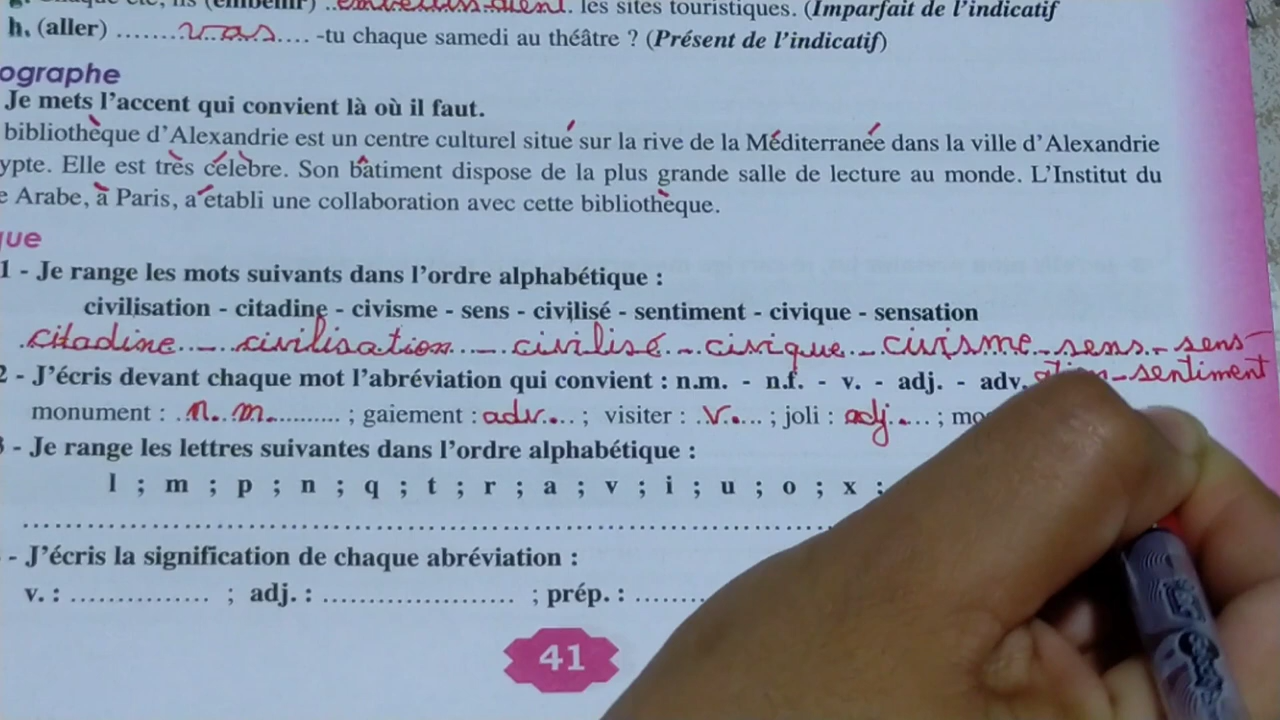 ils (embellir) ..embellissaient. les sites touristiques. (Imparfait de l'indicatif
h. (aller) .......vas.... -tu chaque samedi au théâtre ? (Présent de l'indicatif)
ographe
Je mets l'accent qui convient là où il faut.
bibliothèque d'Alexandrie est un centre culturel situé sur la rive de la Méditerranée dans la ville d'Alexandrie
ypte. Elle est très célèbre. Son bâtiment dispose de la plus grande salle de lecture au monde. L'Institut du
e Arabe, à Paris, a établi une collaboration avec cette bibliothèque.
que
1 - Je range les mots suivants dans l'ordre alphabétique :
civilisation - citadine - civisme - sens - civilisé - sentiment - civique - sensation
citadine - civilisation - civilisé - civique - civisme - sens - sens
2 - J'écris devant chaque mot l'abréviation qui convient : n.m. - n.f. - v. - adj. - adv. ation - sentiment
monument : n.m. ; gaiement : adv. ; visiter : v. ; joli : adj. ; mo
3 - Je range les lettres suivantes dans l'ordre alphabétique :
l ; m ; p ; n ; q ; t ; r ; a ; v ; i ; u ; o ; x ;
- J'écris la signification de chaque abréviation :
v. : ............... ; adj. : ..................... ; prép. : ........
41